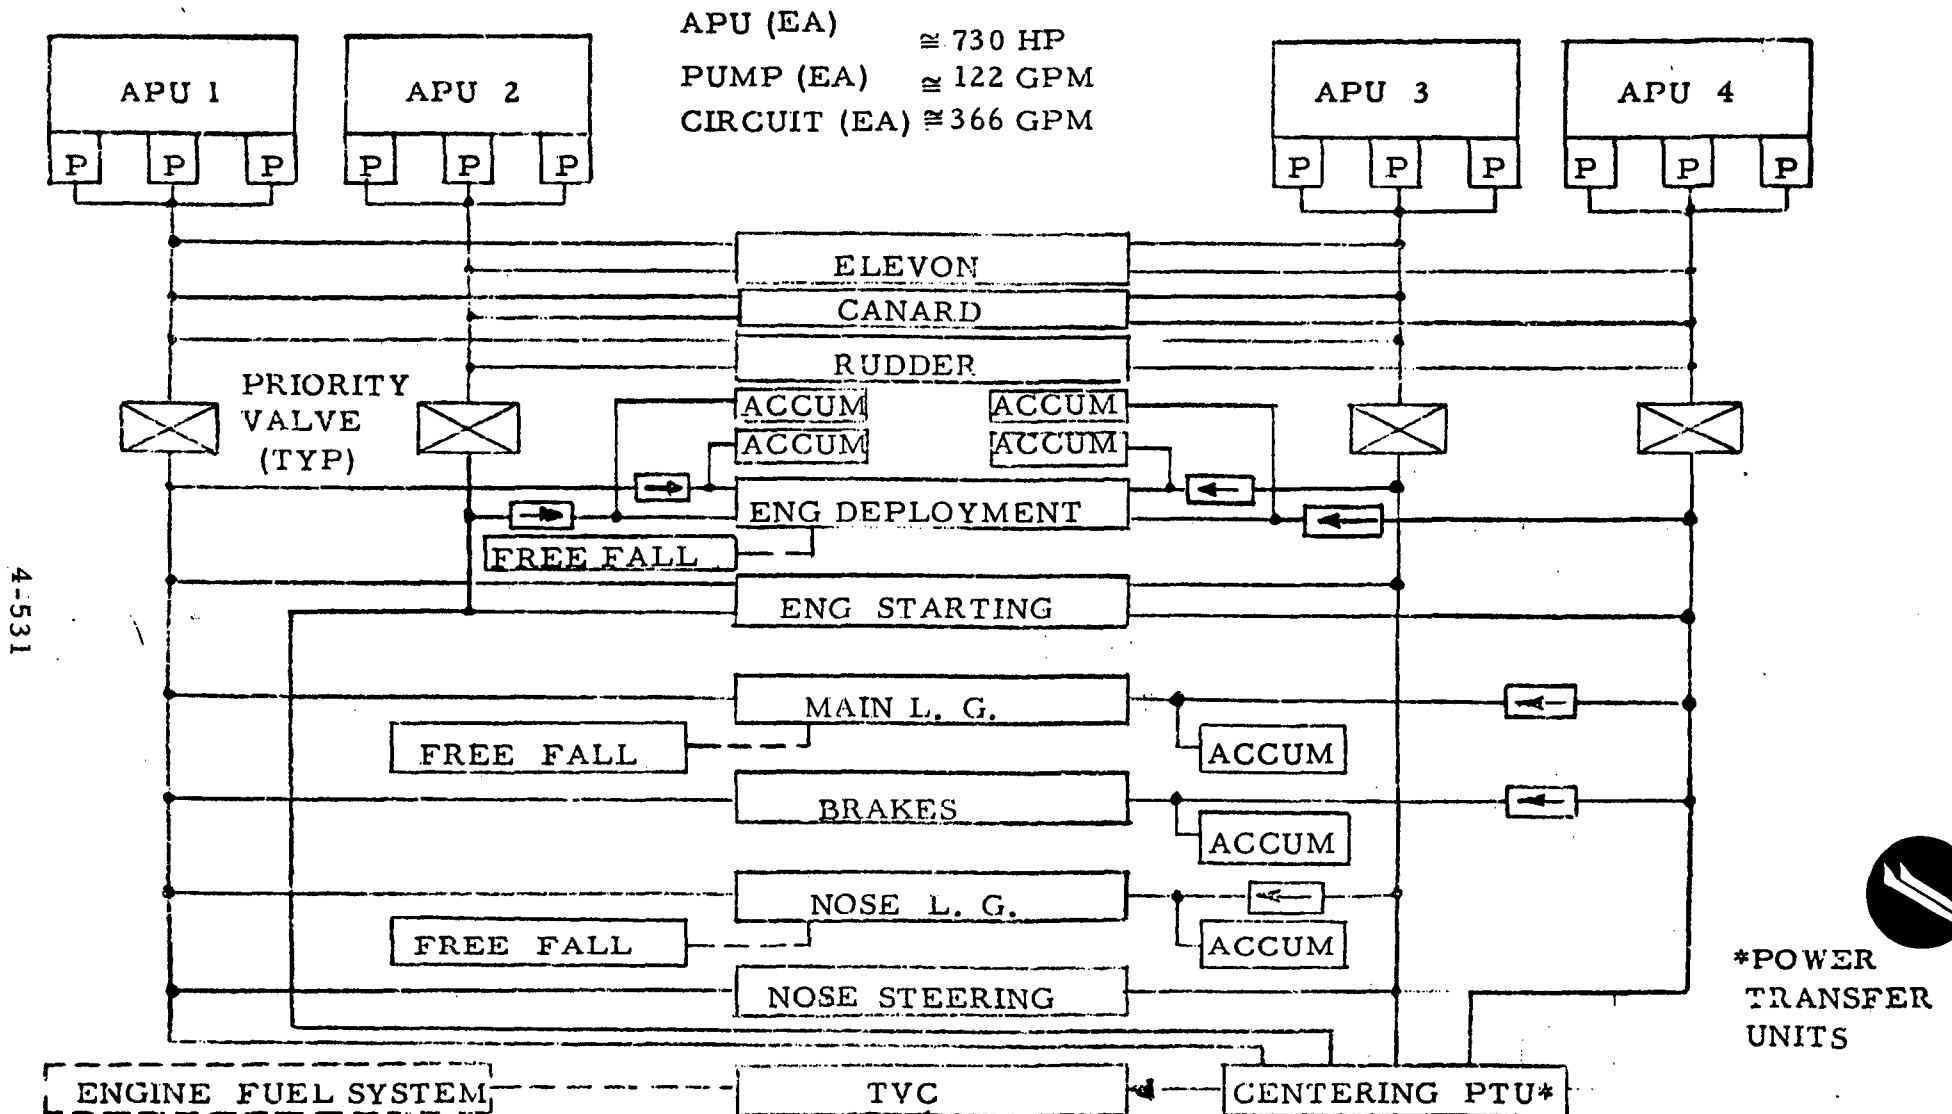 APU (EA) ≅ 730 HP
PUMP (EA) ≅ 122 GPM
CIRCUIT (EA) ≅ 366 GPM
APU 1
APU 2
APU 3
APU 4
P P P
P P P
P P P
P P P
ELEVON
CANARD
RUDDER
PRIORITY
VALVE
(TYP)
ACCUM
ACCUM
ACCUM
ACCUM
ENG DEPLOYMENT
FREE FALL
ENG STARTING
4-531
MAIN L. G.
FREE FALL
ACCUM
BRAKES
ACCUM
NOSE L. G.
FREE FALL
ACCUM
NOSE STEERING
*POWER
TRANSFER
UNITS
ENGINE FUEL SYSTEM
TVC
CENTERING PTU*